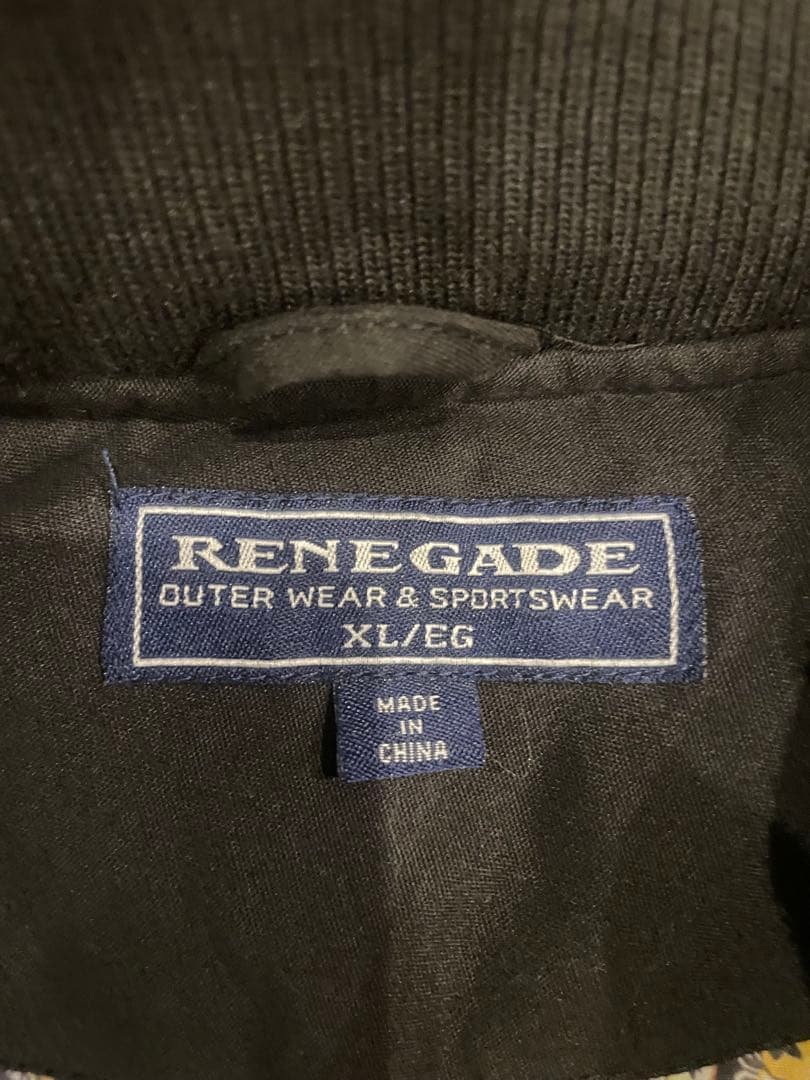 RENEGADE
OUTER WEAR & SPORTSWEAR
XL/EG
MADE
IN
CHINA